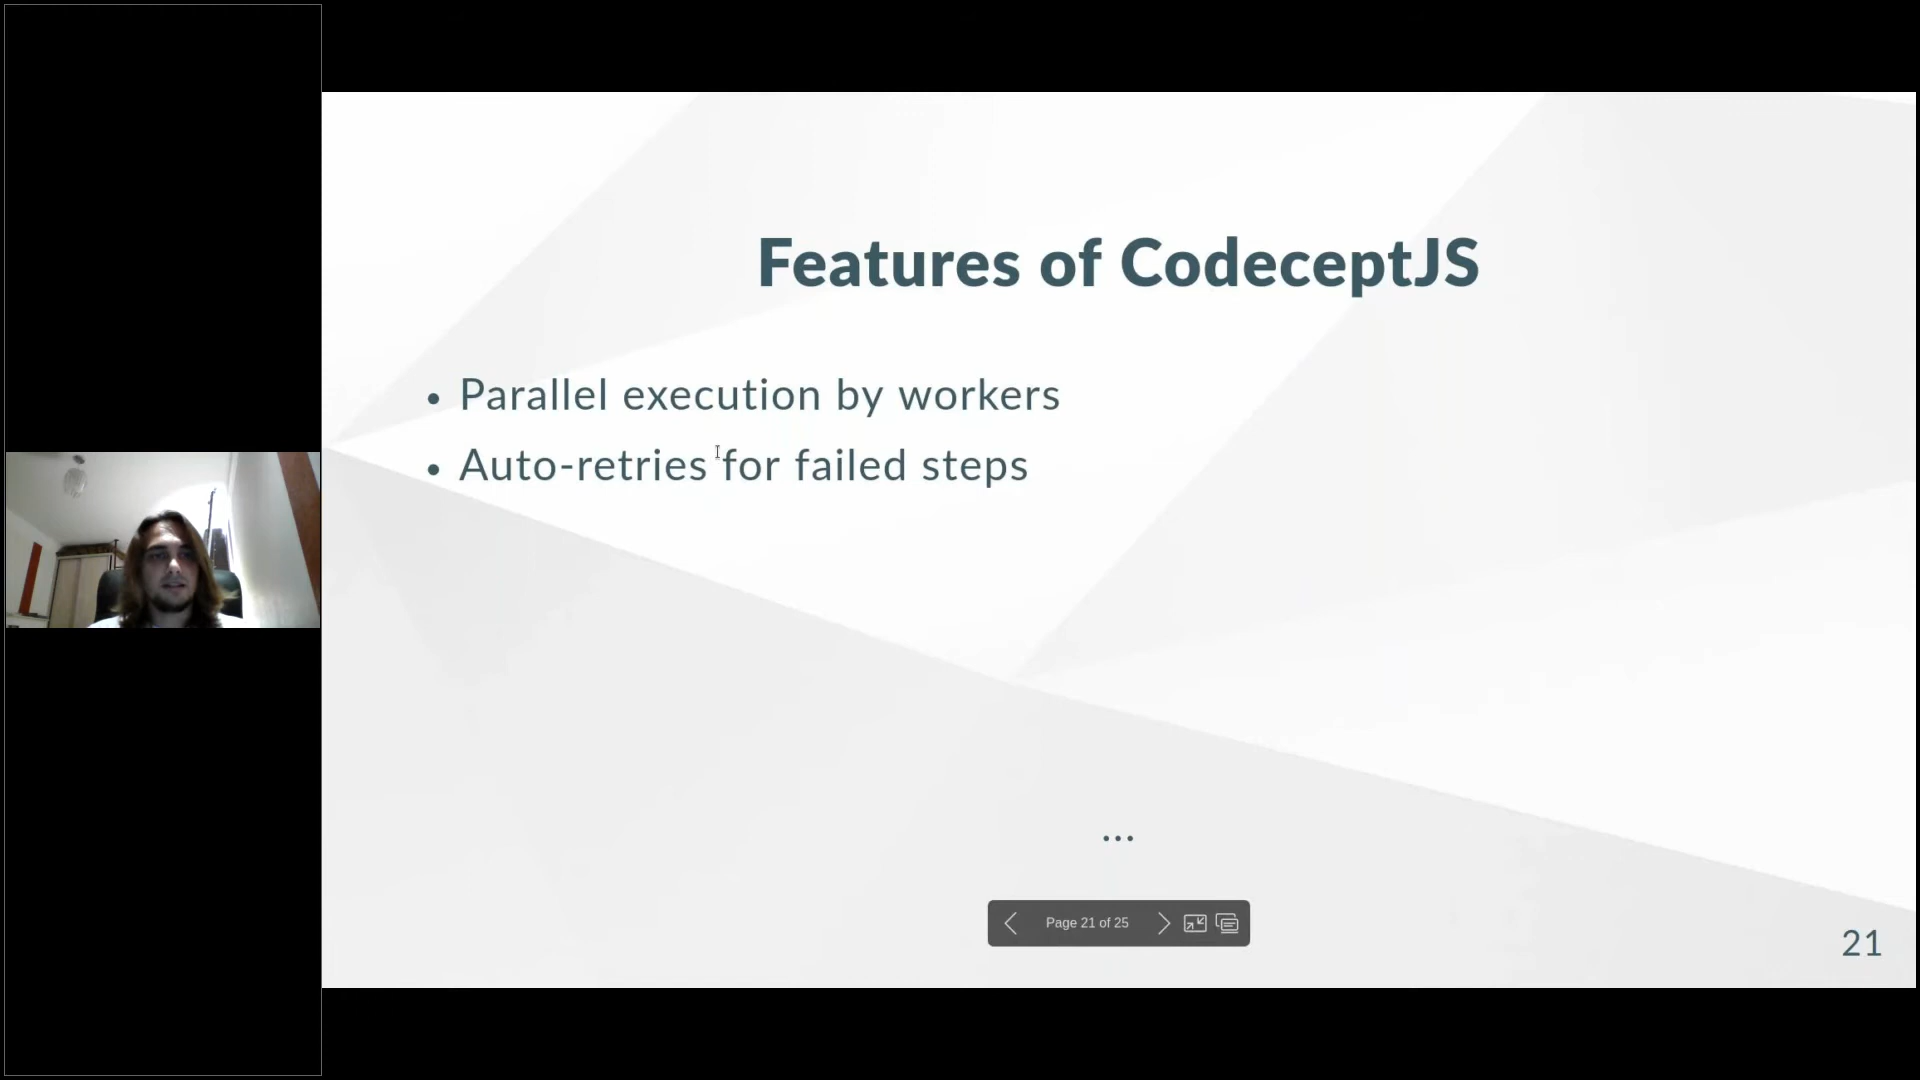 Features of CodeceptJS
• Parallel execution by workers
• Auto-retries for failed steps
...
Page 21 of 25
21